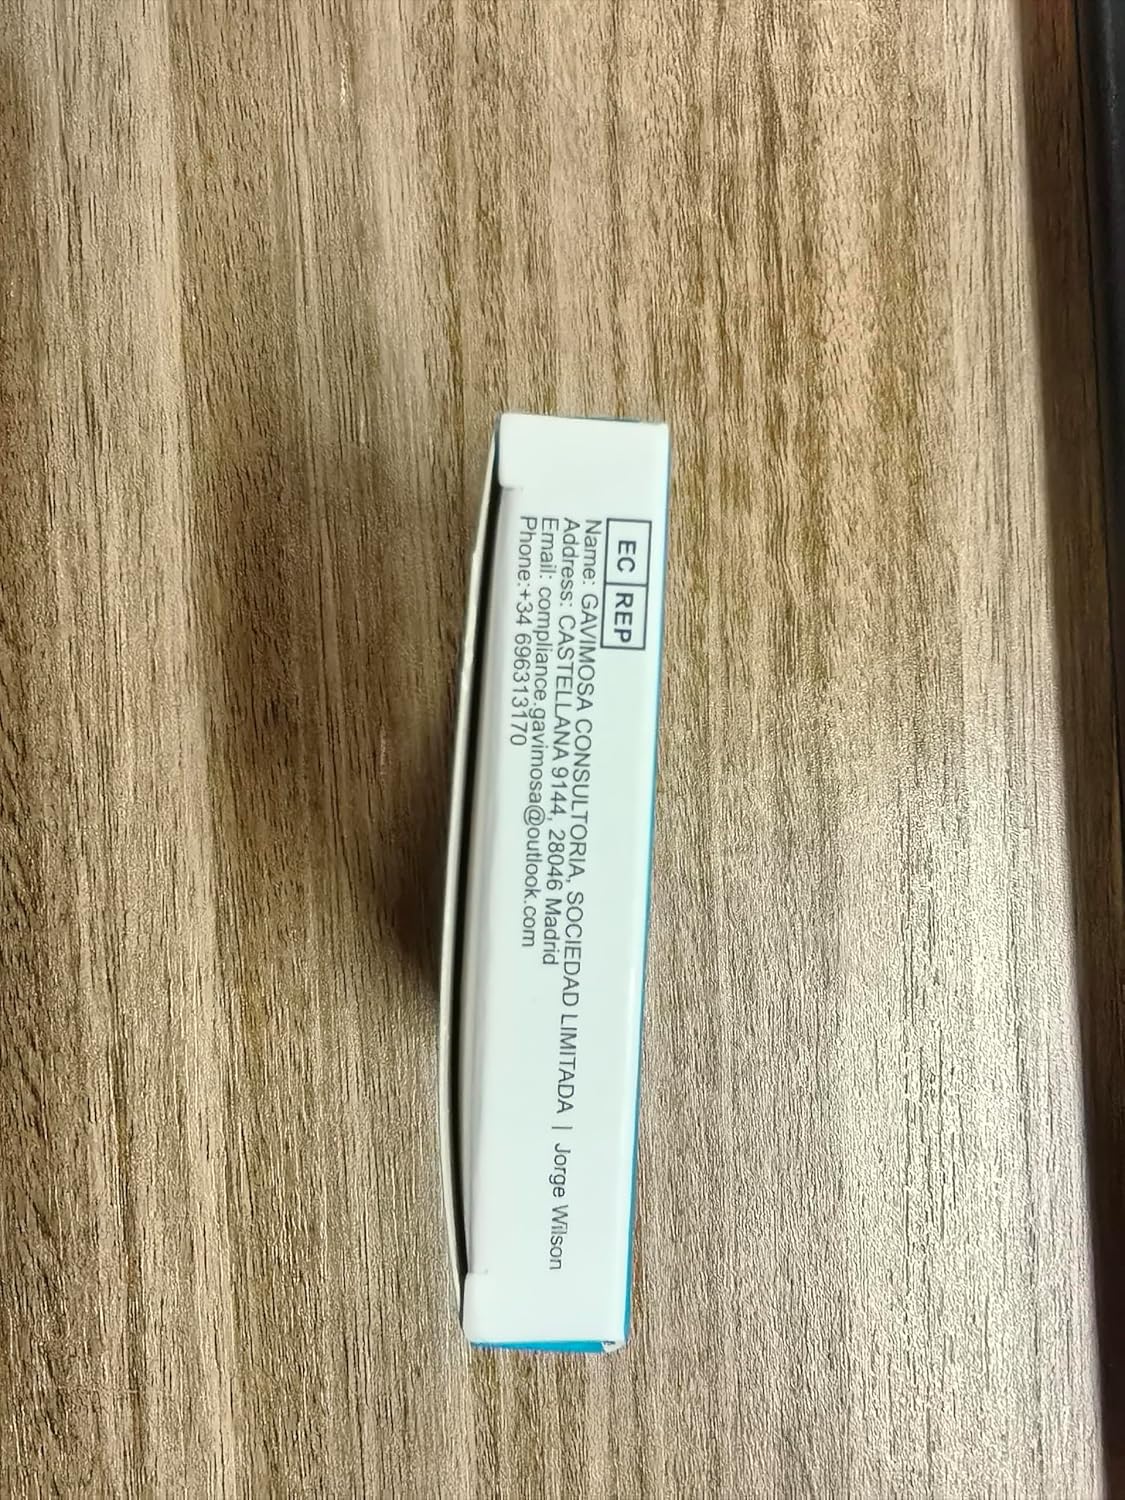 EC REP
Name: GAVIMOSA CONSULTORIA, SOCIEDAD LIMITADA | Jorge Wilson
Address: CASTELLANA 9144, 28046 Madrid
Email: compliance.gavimosa@outlook.com
Phone:+34 696313170